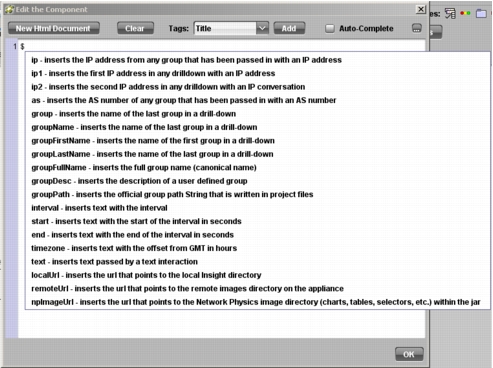 Edit the Component
New Html Document Clear Tags: Title Add Auto-Complete
es:
1 $
ip - inserts the IP address from any group that has been passed in with an IP address
ip1 - inserts the first IP address in any drilldown with an IP address
ip2 - inserts the second IP address in any drilldown with an IP conversation
as - inserts the AS number of any group that has been passed in with an AS number
group - inserts the name of the last group in a drill-down
groupName - inserts the name of the last group in a drill-down
groupFirstName - inserts the name of the first group in a drill-down
groupLastName - inserts the name of the last group in a drill-down
groupFullName - inserts the full group name (canonical name)
groupDesc - inserts the description of a user defined group
groupPath - inserts the official group path String that is written in project files
interval - inserts text with the interval
start - inserts text with the start of the interval in seconds
end - inserts text with the end of the interval in seconds
timezone - inserts text with the offset from GMT in hours
text - inserts text passed by a text interaction
localUrl - inserts the url that points to the local Insight directory
remoteUrl - inserts the url that points to the remote images directory on the appliance
npImageUrl - inserts the url that points to the Network Physics image directory (charts, tables, selectors, etc.) within the jar
OK